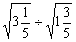 √(3 1/5) ÷ √(1 3/5)